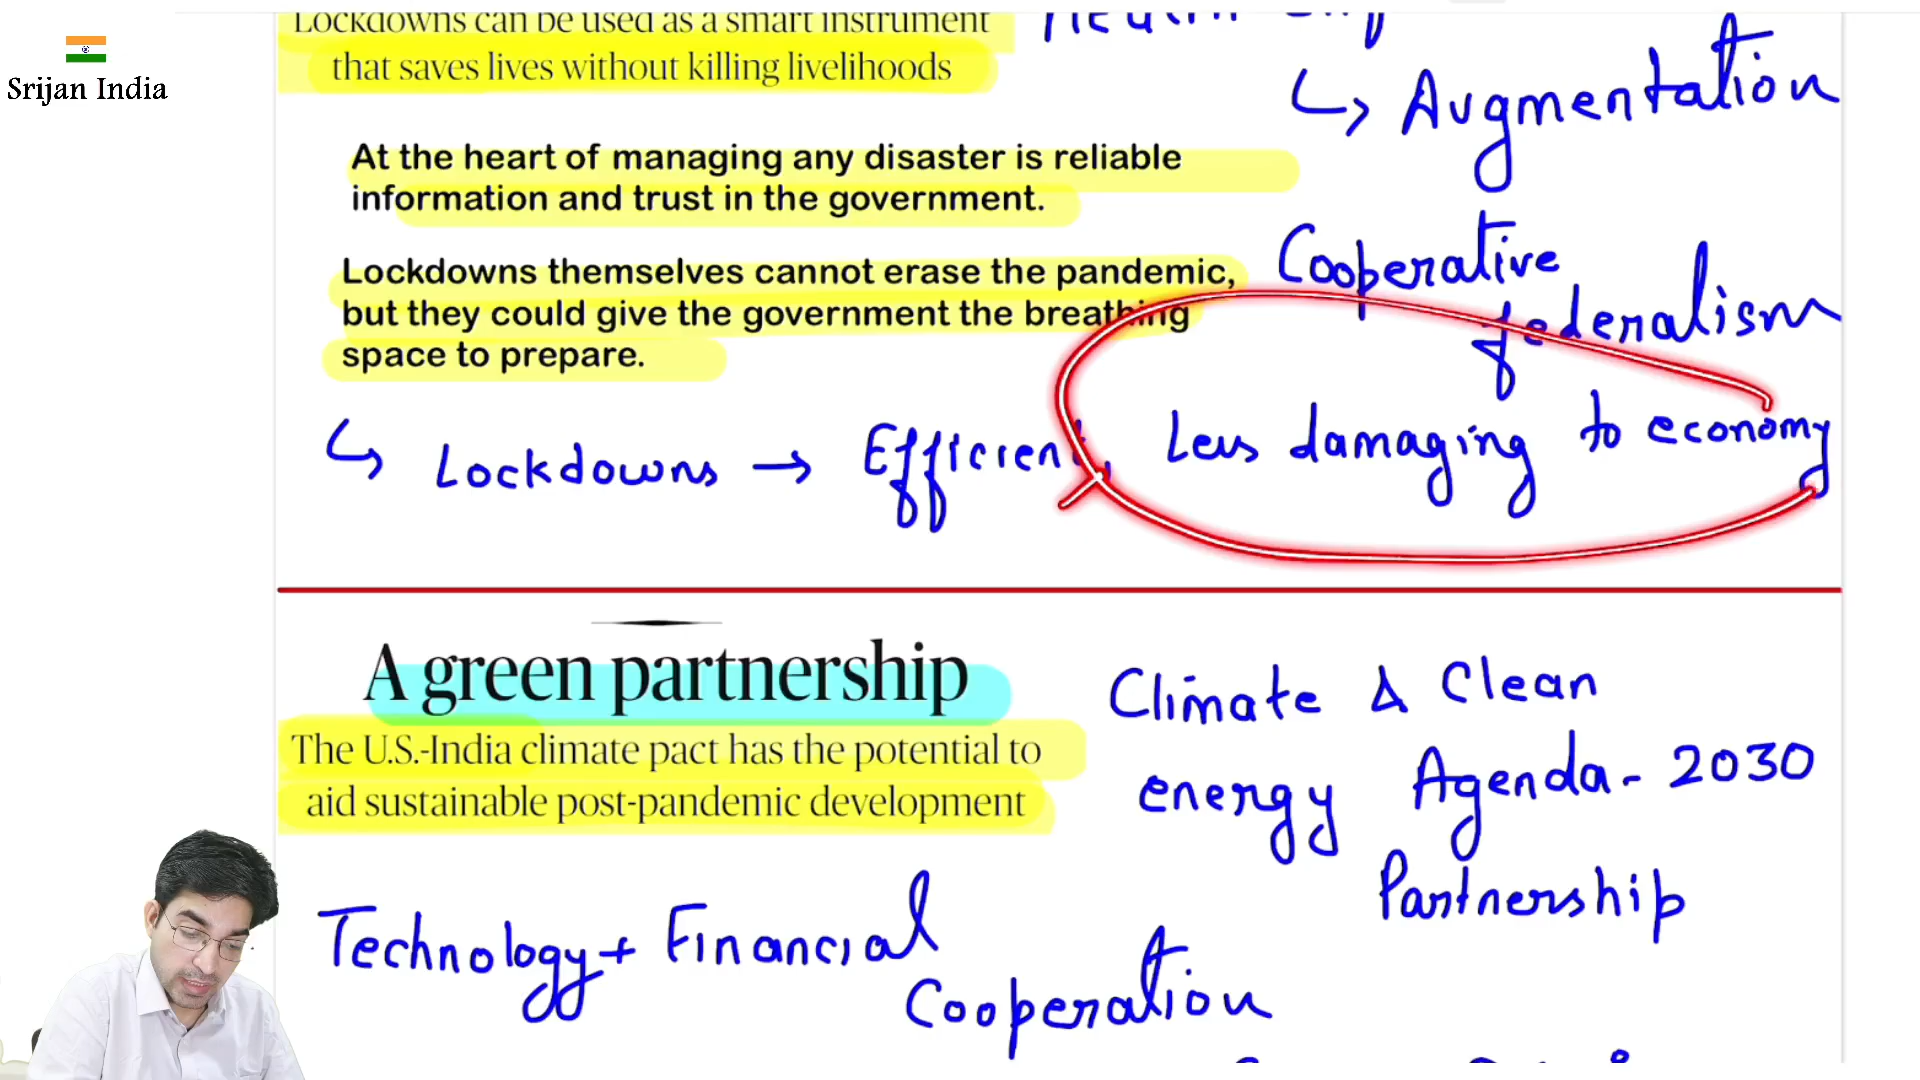 Srijan India
Lockdowns can be used as a smart instrument
that saves lives without killing livelihoods
↳ Augmentation
At the heart of managing any disaster is reliable
information and trust in the government.
Lockdowns themselves cannot erase the pandemic,
but they could give the government the breathing
space to prepare.
Cooperative
federalism
↳ Lockdowns → Efficient, Less damaging to economy
A green partnership
The U.S.-India climate pact has the potential to
aid sustainable post-pandemic development
Climate & Clean
energy Agenda - 2030
Partnership
Technology + Financial
Cooperation